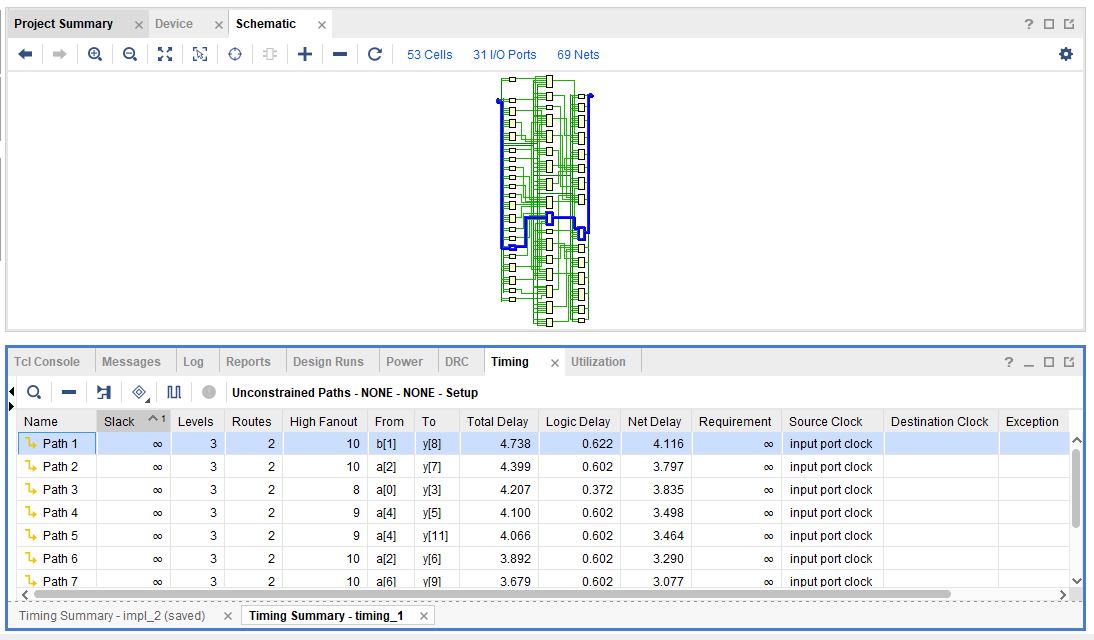 Project Summary Device Schematic
53 Cells 31 I/O Ports 69 Nets
Tcl Console Messages Log Reports Design Runs Power DRC Timing Utilization
Unconstrained Paths - NONE - NONE - Setup
Name Slack 1 Levels Routes High Fanout From To Total Delay Logic Delay Net Delay Requirement Source Clock Destination Clock Exception
Path 1 ∞ 3 2 10 b[1] y[8] 4.738 0.622 4.116 ∞ input port clock
Path 2 ∞ 3 2 10 a[2] y[7] 4.399 0.602 3.797 ∞ input port clock
Path 3 ∞ 3 2 8 a[0] y[3] 4.207 0.372 3.835 ∞ input port clock
Path 4 ∞ 3 2 9 a[4] y[5] 4.100 0.602 3.498 ∞ input port clock
Path 5 ∞ 3 2 9 a[4] y[11] 4.066 0.602 3.464 ∞ input port clock
Path 6 ∞ 3 2 10 a[2] y[6] 3.892 0.602 3.290 ∞ input port clock
Path 7 ∞ 3 2 10 a[6] y[9] 3.679 0.602 3.077 ∞ input port clock
Timing Summary - impl_2 (saved) Timing Summary - timing_1